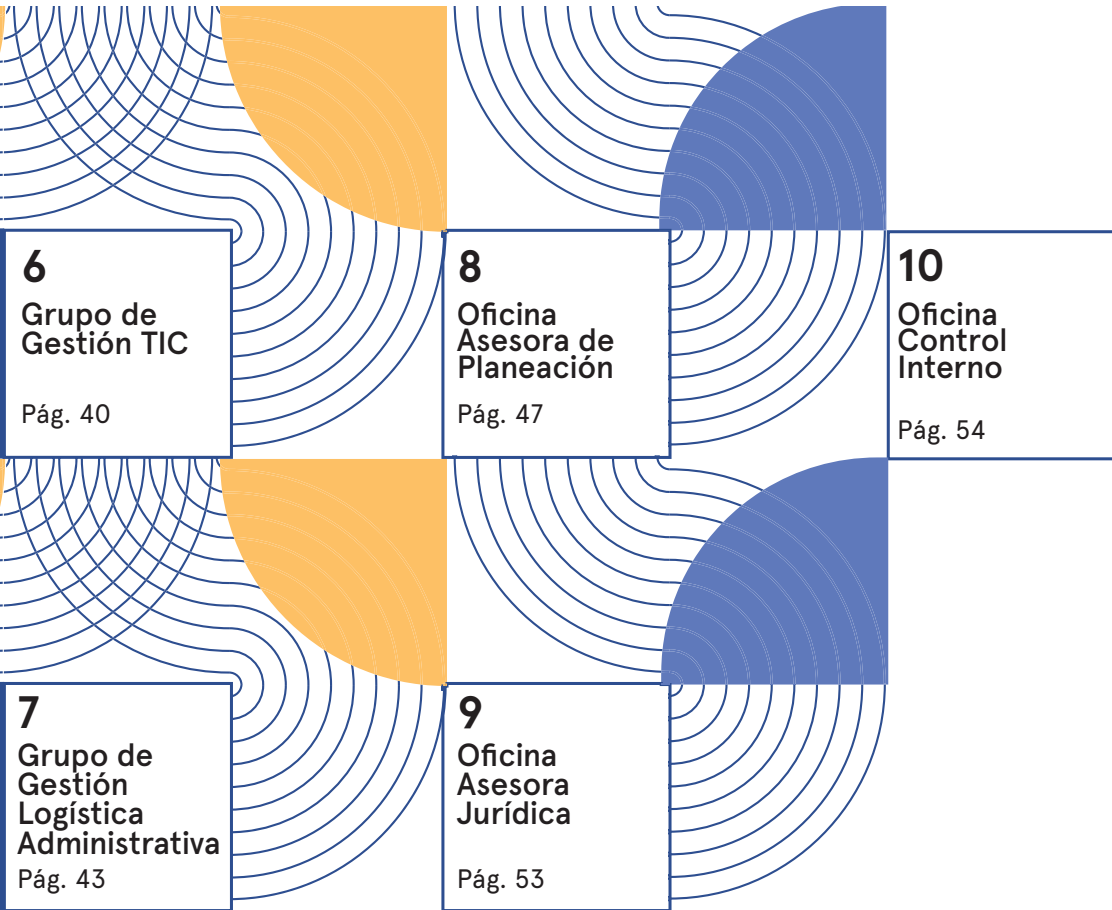 6
Grupo de
Gestión TIC
Pág. 40
7
Grupo de
Gestión
Logística
Administrativa
Pág. 43
8
Oficina
Asesora de
Planeación
Pág. 47
9
Oficina
Asesora
Jurídica
Pág. 53
10
Oficina
Control
Interno
Pág. 54